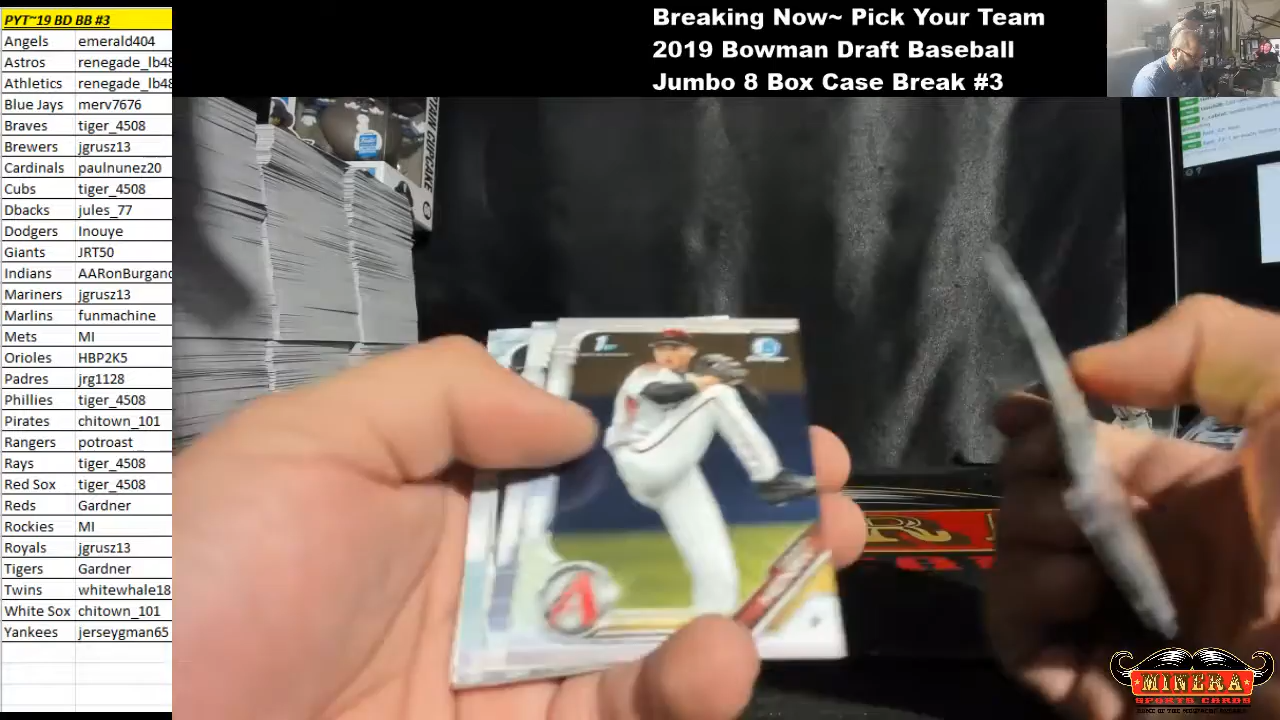 PYT~19 BD BB #3
Angels emerald404
Astros renegade_lb48
Athletics renegade_lb48
Blue Jays merv7676
Braves tiger_4508
Brewers jgrusz13
Cardinals paulnunez20
Cubs tiger_4508
Dbacks jules_77
Dodgers Inouye
Giants JRT50
Indians AARonBurgand
Mariners jgrusz13
Marlins funmachine
Mets MI
Orioles HBP2K5
Padres jrg1128
Phillies tiger_4508
Pirates chitown_101
Rangers potroast
Rays tiger_4508
Red Sox tiger_4508
Reds Gardner
Rockies MI
Royals jgrusz13
Tigers Gardner
Twins whitewhale18
White Sox chitown_101
Yankees jerseygman65
Breaking Now~ Pick Your Team
2019 Bowman Draft Baseball
Jumbo 8 Box Case Break #3
1st
A
MINERA
SPORTS CARDS